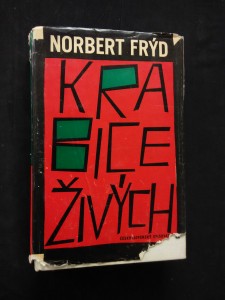 NORBERT FRÝD
KRA
BICE
ŽIVÝCH